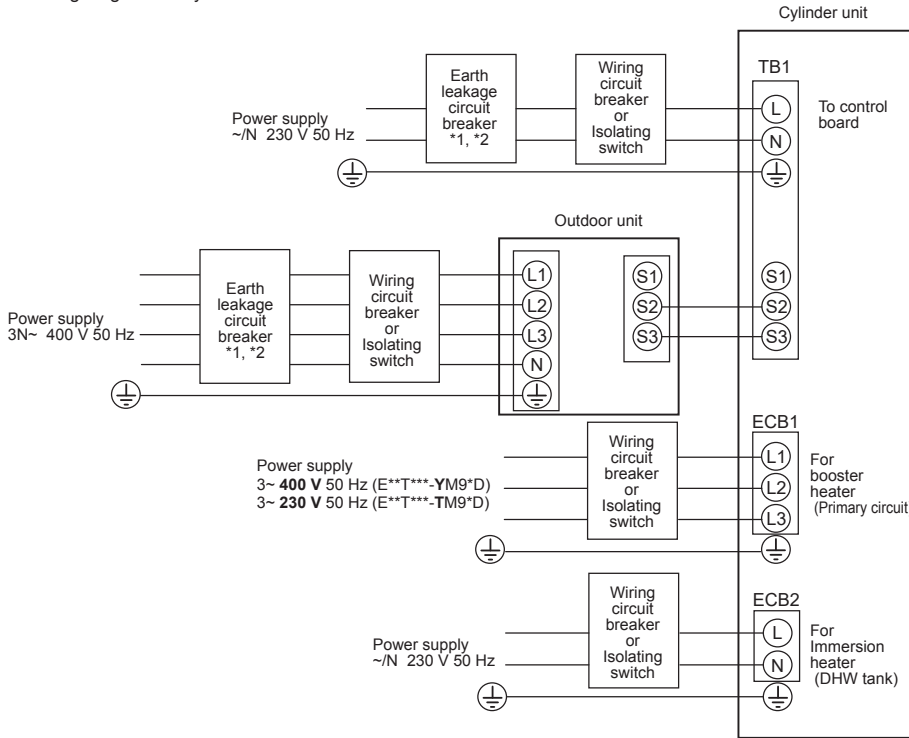 Cylinder unit
TB1
Earth
leakage
circuit
breaker
*1, *2
Wiring
circuit
breaker
or
Isolating
switch
Power supply
~/N 230 V 50 Hz
L
N
To control
board
Outdoor unit
S1
S2
S3
Power supply
3N~ 400 V 50 Hz
Earth
leakage
circuit
breaker
*1, *2
Wiring
circuit
breaker
or
Isolating
switch
L1
L2
L3
N
S1
S2
S3
ECB1
Power supply
3~ 400 V 50 Hz (E**T***-YM9*D)
3~ 230 V 50 Hz (E**T***-TM9*D)
Wiring
circuit
breaker
or
Isolating
switch
L1
L2
L3
For
booster
heater
(Primary circuit
ECB2
Power supply
~/N 230 V 50 Hz
Wiring
circuit
breaker
or
Isolating
switch
L
N
For
Immersion
heater
(DHW tank)